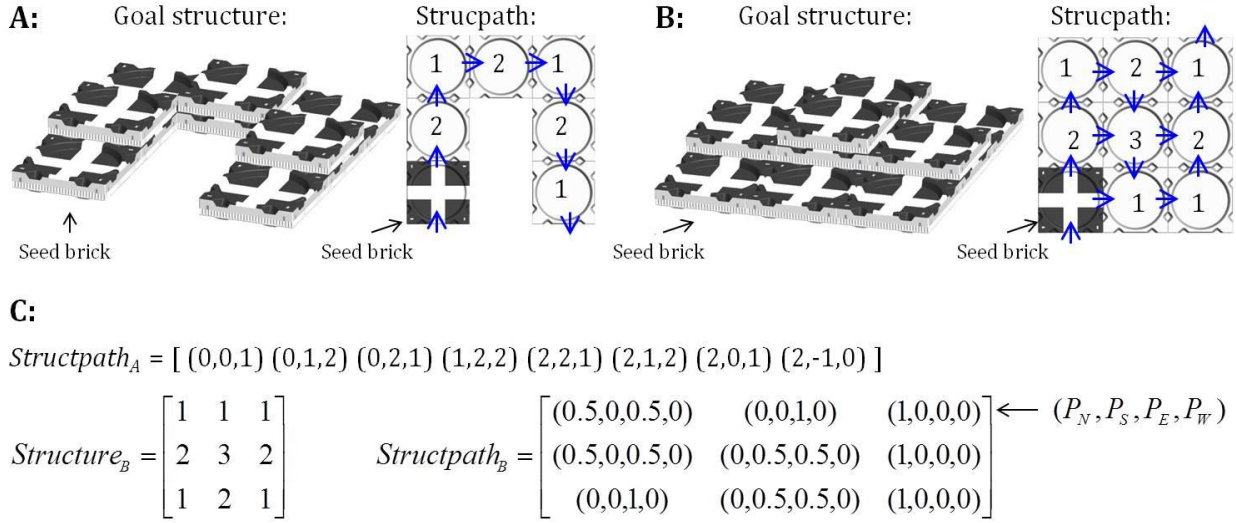 A:
Goal structure:
Strucpath:
1 2 1
2 2
1
Seed brick
Seed brick
B:
Goal structure:
Strucpath:
1 2 1
2 3 2
1 1
Seed brick
Seed brick
C:
Structpath_A = [ (0,0,1) (0,1,2) (0,2,1) (1,2,2) (2,2,1) (2,1,2) (2,0,1) (2,-1,0) ]
Structure_B = [ 1 1 1
2 3 2
1 2 1 ]
Structpath_B = [ (0.5,0,0.5,0) (0,0,1,0) (1,0,0,0)
(0.5,0,0.5,0) (0,0.5,0.5,0) (1,0,0,0)
(0,0,1,0) (0,0.5,0.5,0) (1,0,0,0) ]
(P_N, P_S, P_E, P_W)